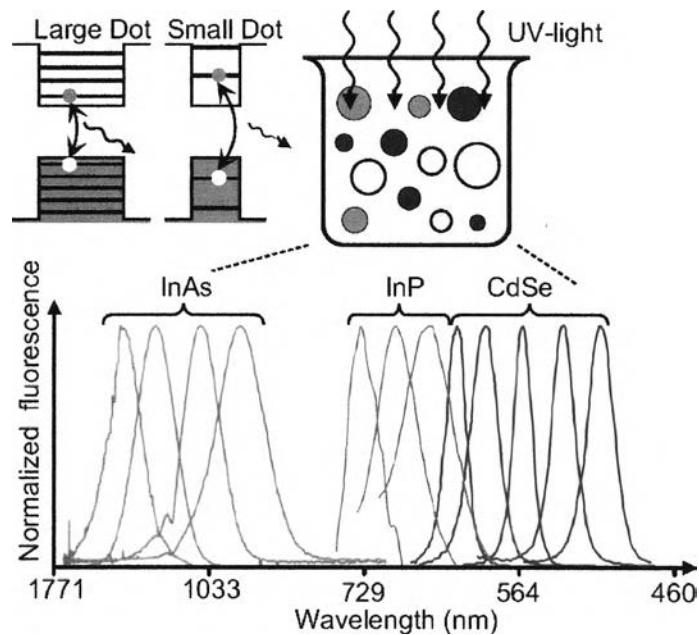 Large Dot Small Dot
UV-light
InAs
InP
CdSe
Normalized fluorescence
1771
1033
729
564
460
Wavelength (nm)